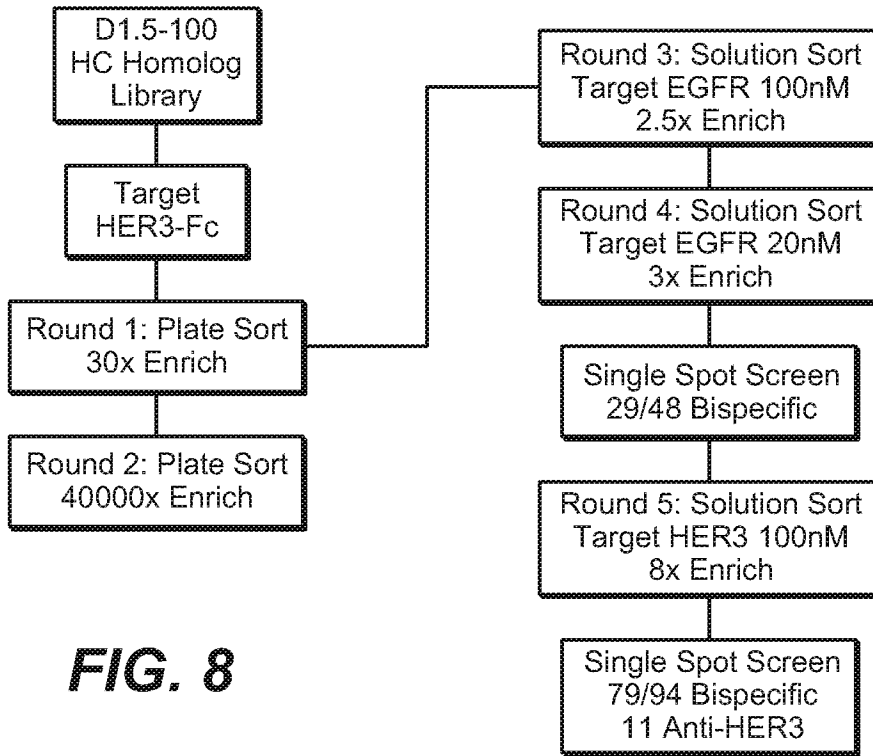 D1.5-100
HC Homolog
Library
Target
HER3-Fc
Round 1: Plate Sort
30x Enrich
Round 2: Plate Sort
40000x Enrich
Round 3: Solution Sort
Target EGFR 100nM
2.5x Enrich
Round 4: Solution Sort
Target EGFR 20nM
3x Enrich
Single Spot Screen
29/48 Bispecific
Round 5: Solution Sort
Target HER3 100nM
8x Enrich
Single Spot Screen
79/94 Bispecific
11 Anti-HER3
FIG. 8